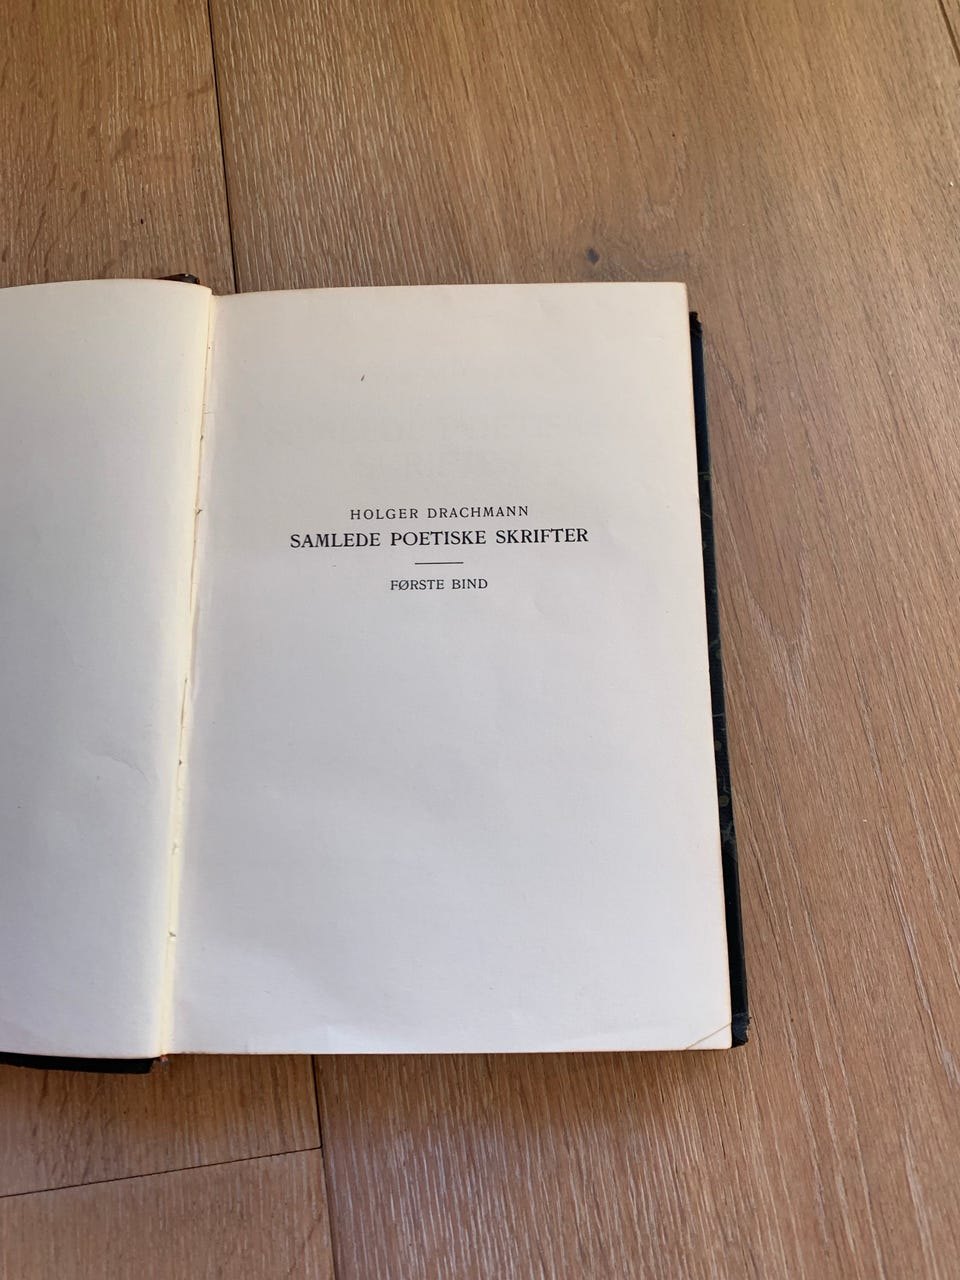 HOLGER DRACHMANN
SAMLEDE POETISKE SKRIFTER
FØRSTE BIND